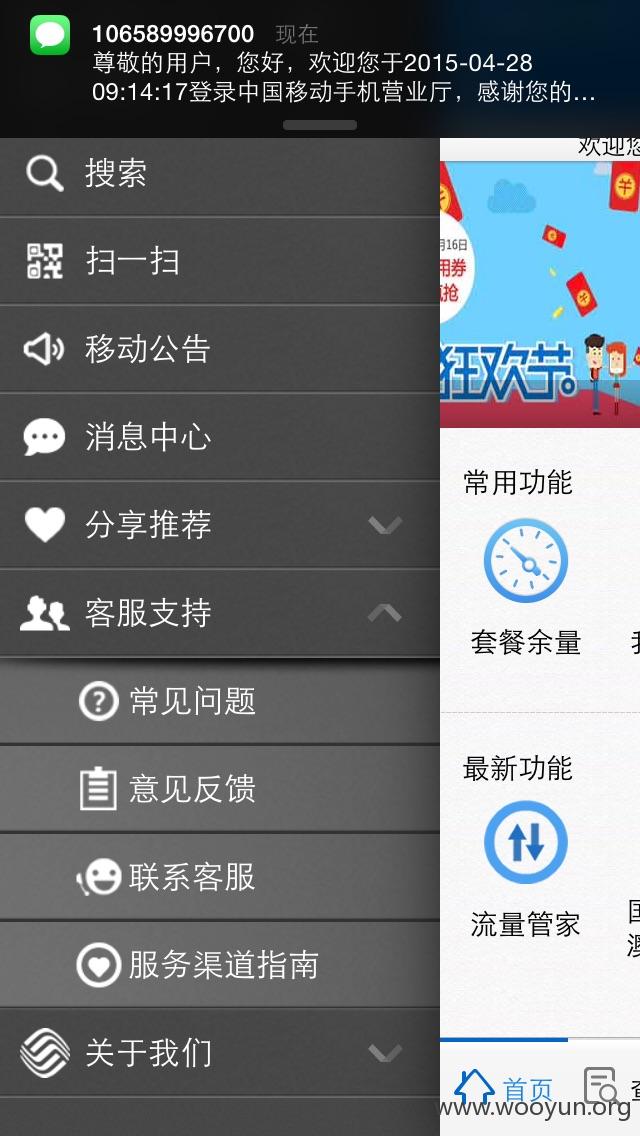 106589996700 现在
尊敬的用户，您好，欢迎您于2015-04-28
09:14:17登录中国移动手机营业厅，感谢您的…
欢迎您
搜索
扫一扫
移动公告
消息中心
分享推荐
客服支持
常见问题
意见反馈
联系客服
服务渠道指南
关于我们
月16日
用券
疯抢
狂欢节。
常用功能
套餐余量
最新功能
流量管家
首页
www.wooyun.org